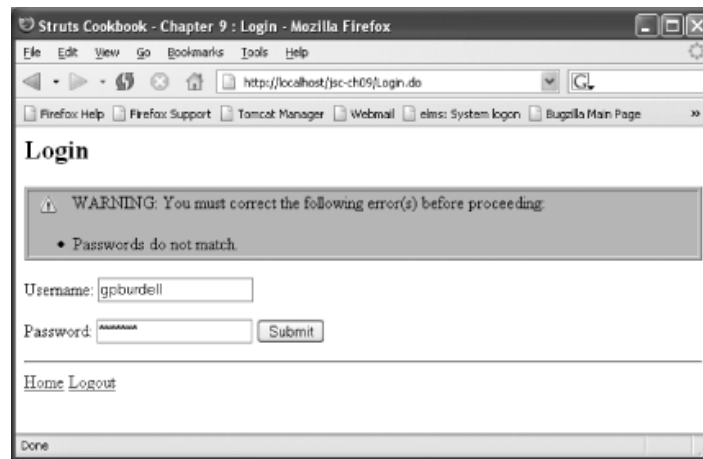 Struts Cookbook - Chapter 9 : Login - Mozilla Firefox
File Edit View Go Bookmarks Tools Help
http://localhost/jsc-ch09/Login.do
Firefox Help Firefox Support Tomcat Manager Webmail elms: System logon Bugzilla Main Page »
Login
WARNING: You must correct the following error(s) before proceeding:
• Passwords do not match.
Username: gpburdell
Password: ******** Submit
Home Logout
Done